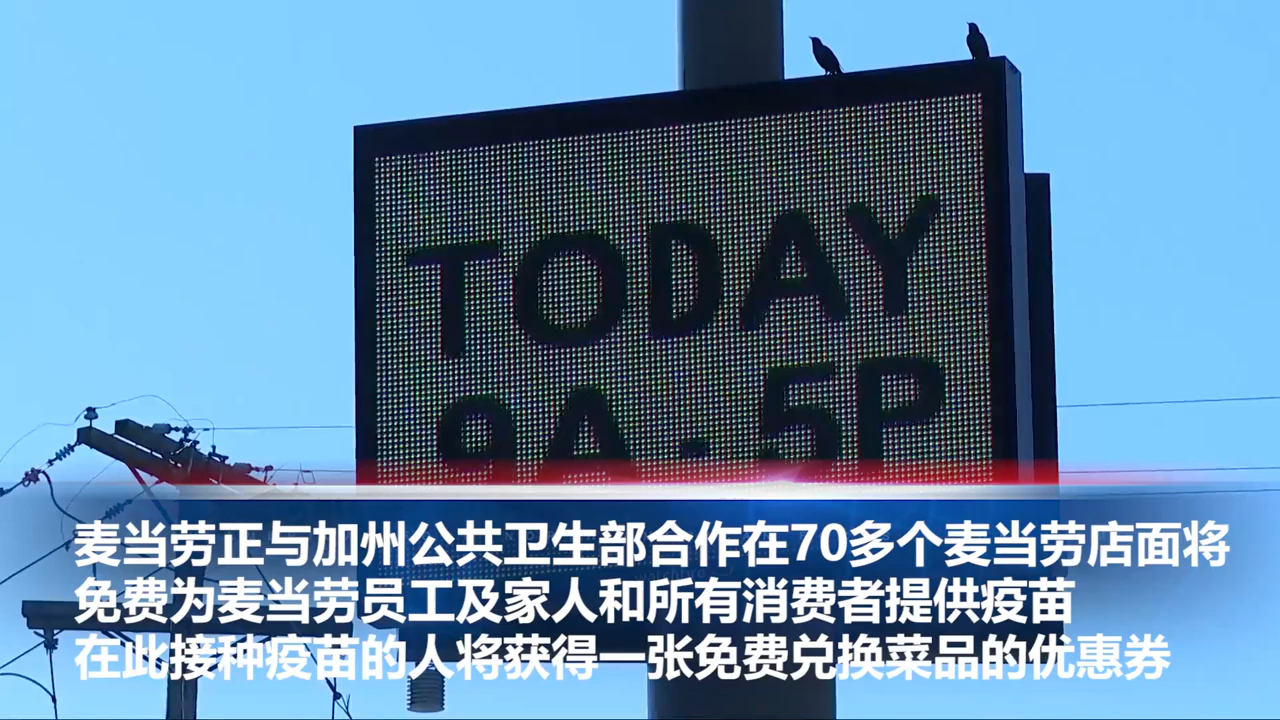 TODAY
9A - 5P
麦当劳正与加州公共卫生部合作在70多个麦当劳店面将
免费为麦当劳员工及家人和所有消费者提供疫苗
在此接种疫苗的人将获得一张免费兑换菜品的优惠券